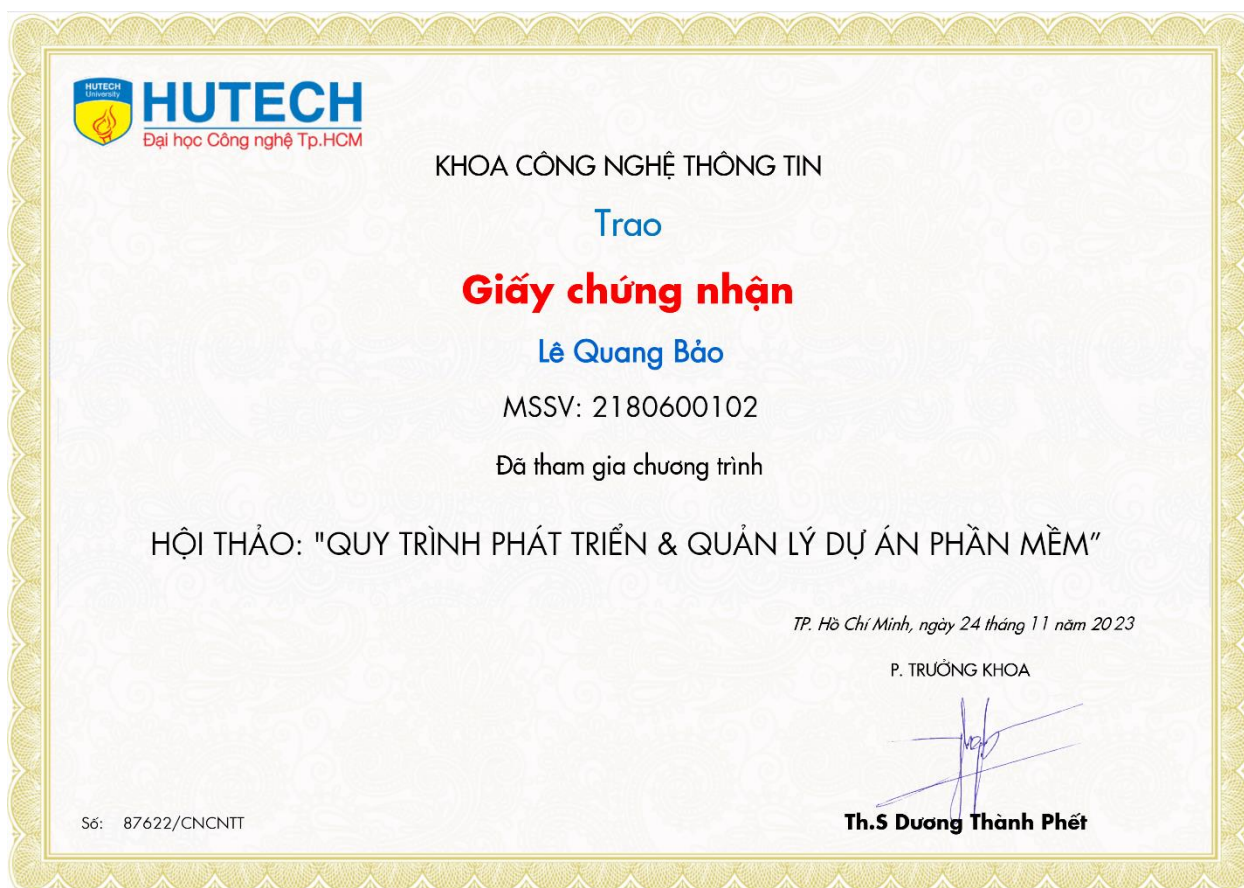 HUTECH
University
HUTECH
Đại học Công nghệ Tp.HCM
KHOA CÔNG NGHỆ THÔNG TIN
Trao
Giấy chứng nhận
Lê Quang Bảo
MSSV: 2180600102
Đã tham gia chương trình
HỘI THẢO: "QUY TRÌNH PHÁT TRIỂN & QUẢN LÝ DỰ ÁN PHẦN MỀM”
TP. Hồ Chí Minh, ngày 24 tháng 11 năm 2023
P. TRƯỞNG KHOA
Th.S Dương Thành Phết
Số: 87622/CNCNTT